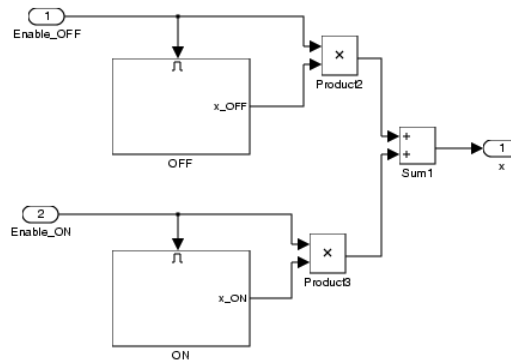 1
Enable_OFF
x_OFF
OFF
×
Product2
+
+
Sum1
1
x
2
Enable_ON
x_ON
ON
×
Product3